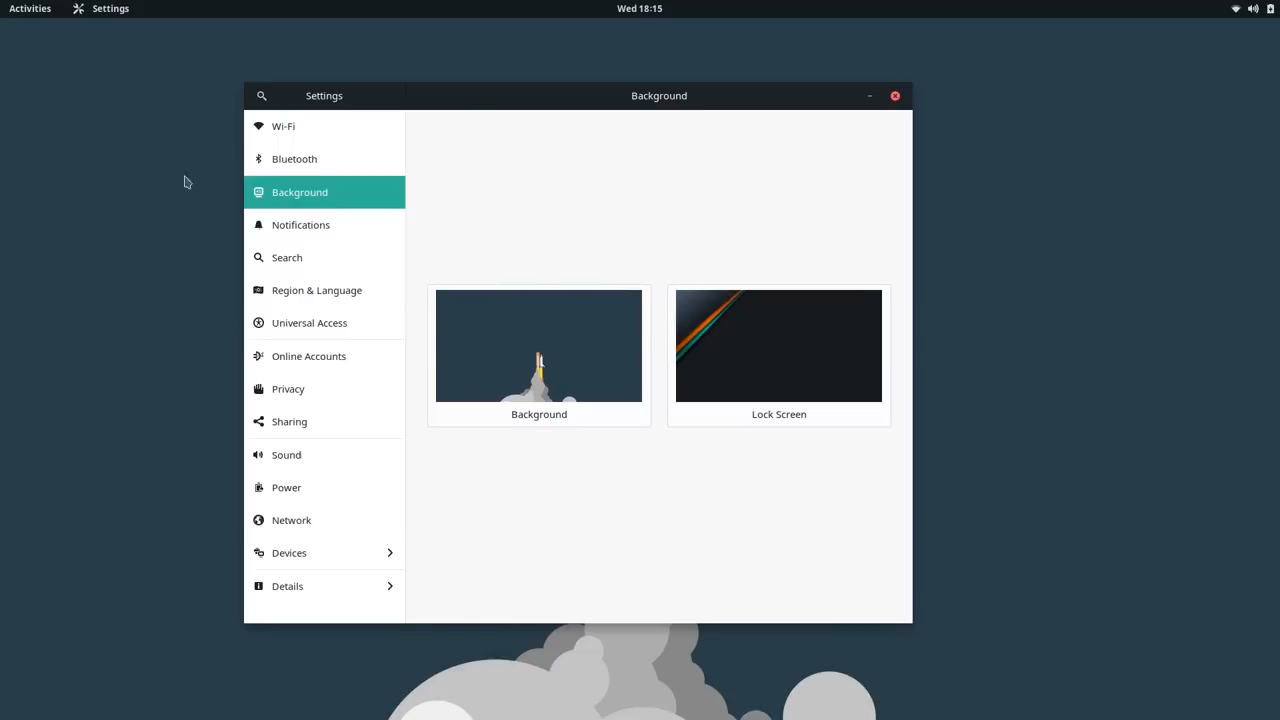 Activities Settings Wed 18:15
Settings Background
Wi-Fi
Bluetooth
Background
Notifications
Search
Region & Language
Universal Access
Online Accounts
Privacy
Sharing
Sound
Power
Network
Devices
Details
Background Lock Screen